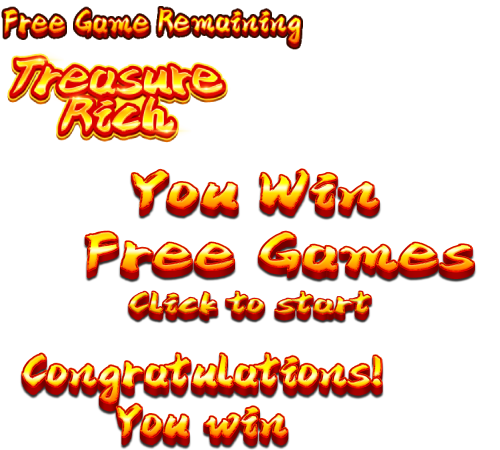 Free Game Remaining
Treasure
Rich
You Win
Free Games
Click to start
Congratulations!
You win